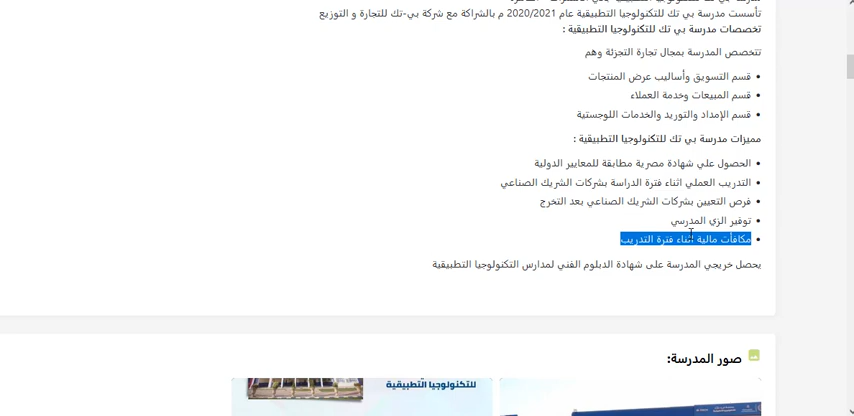 تأسست مدرسة بي تك للتكنولوجيا التطبيقية عام 2020/2021 م بالشراكة مع شركة بي-تك للتجارة و التوزيع
تخصصات مدرسة بي تك للتكنولوجيا التطبيقية :
تتخصص المدرسة بمجال تجارة التجزئة وهم
• قسم التسويق وأساليب عرض المنتجات
• قسم المبيعات وخدمة العملاء
• قسم الإمداد والتوريد والخدمات اللوجستية
مميزات مدرسة بي تك للتكنولوجيا التطبيقية :
• الحصول علي شهادة مصرية مطابقة للمعايير الدولية
• التدريب العملي اثناء فترة الدراسة بشركات الشريك الصناعي
• فرص التعيين بشركات الشريك الصناعي بعد التخرج
• توفير الزي المدرسي
• مكافأت مالية أثناء فترة التدريب
يحصل خريجي المدرسة على شهادة الدبلوم الفني لمدارس التكنولوجيا التطبيقية
صور المدرسة:
للتكنولوجيا التطبيقية